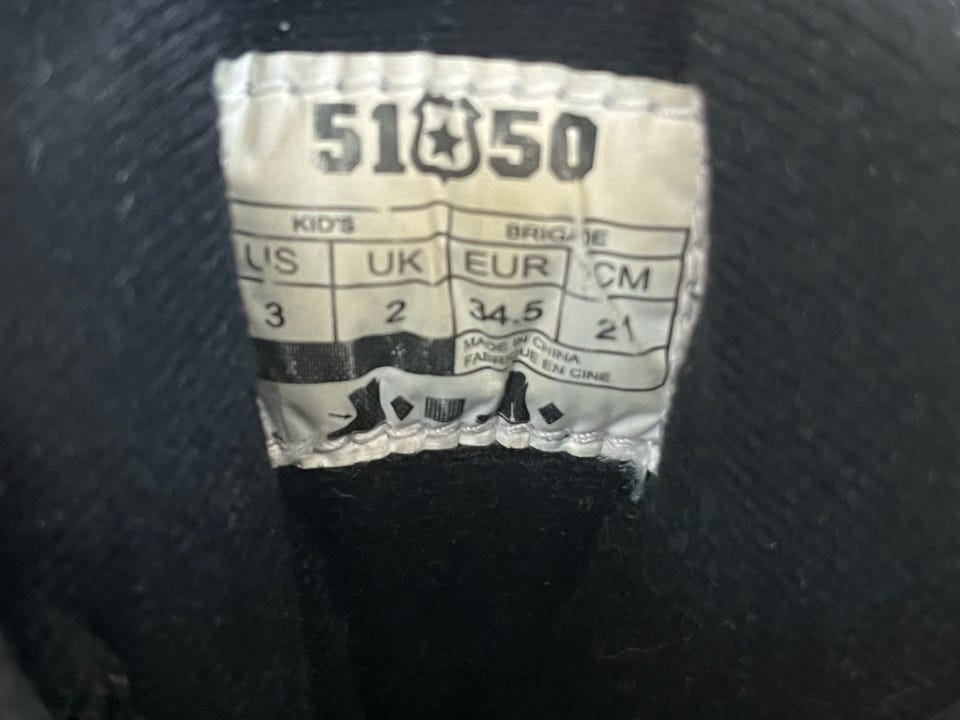 51 50
KID'S BRIGADE
US UK EUR CM
3 2 34.5 21
MADE IN CHINA
FABRIQUE EN CINE